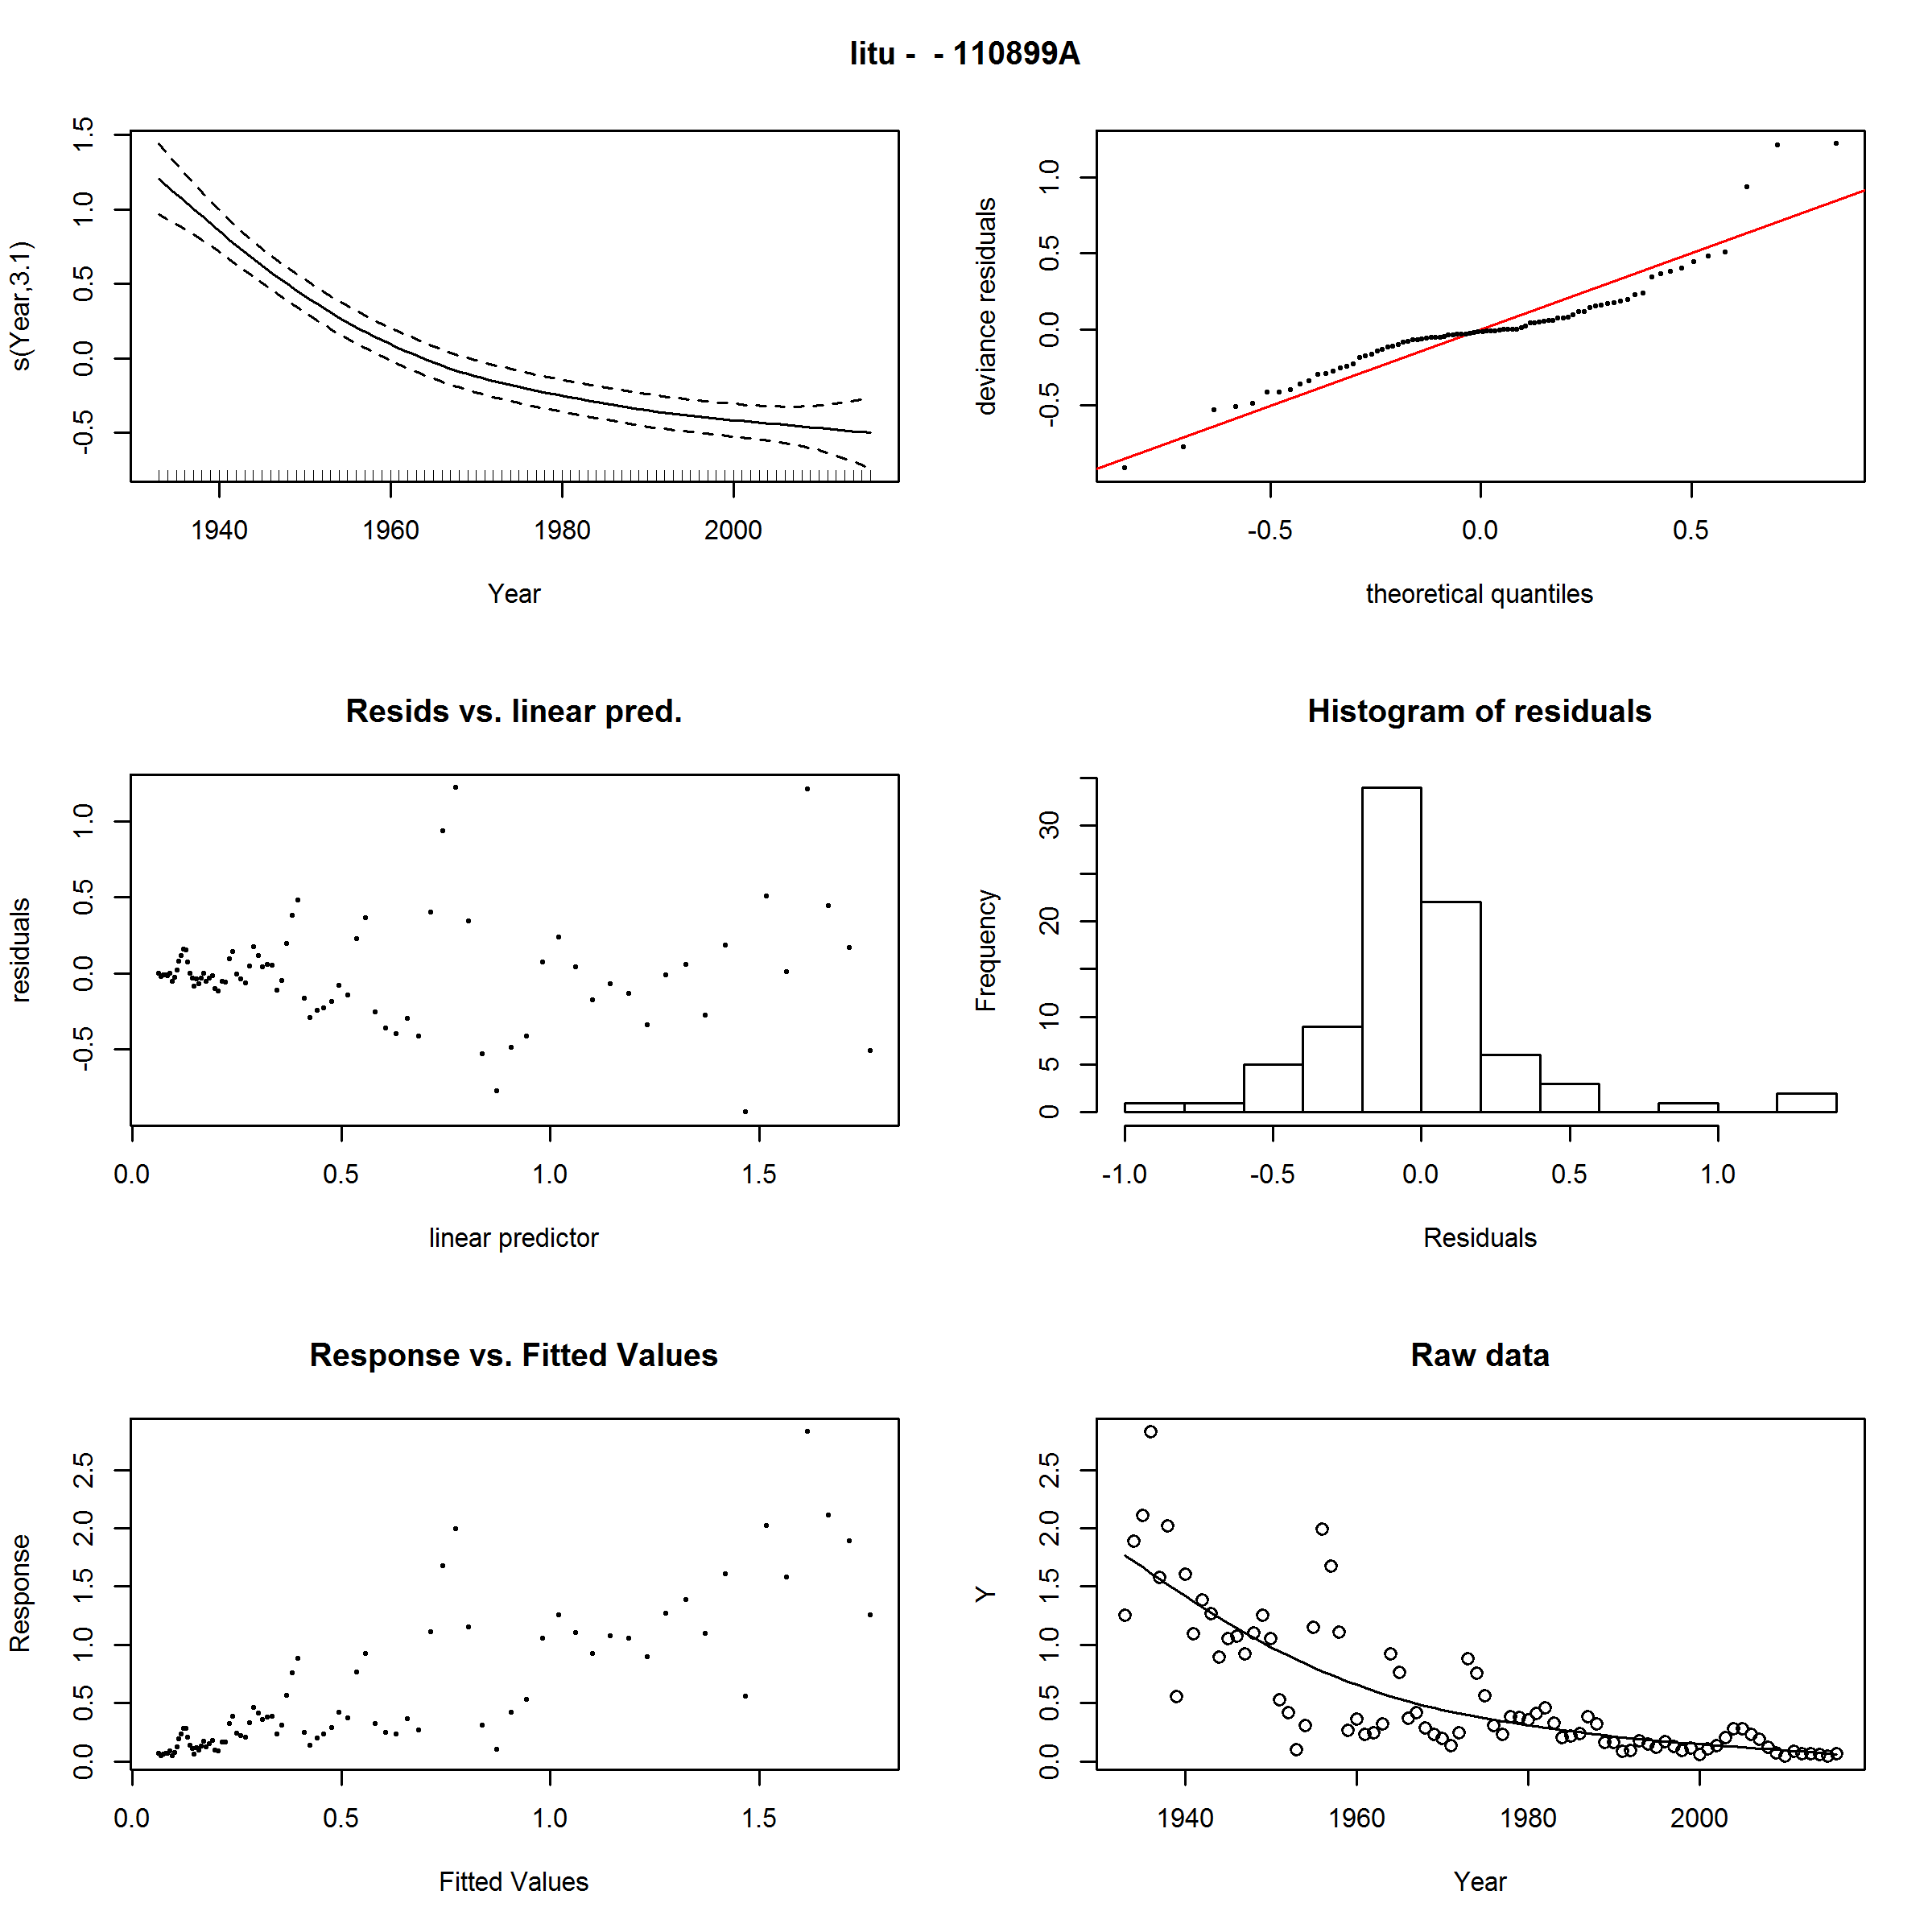 litu -  - 110899A
s(Year,3.1)
1.5
1.0
0.5
0.0
-0.5
1940 1960 1980 2000
Year
deviance residuals
1.0
0.5
0.0
-0.5
-0.5 0.0 0.5
theoretical quantiles
Resids vs. linear pred.
residuals
1.0
0.5
0.0
-0.5
0.0 0.5 1.0 1.5
linear predictor
Histogram of residuals
Frequency
30
20
10
5
0
-1.0 -0.5 0.0 0.5 1.0
Residuals
Response vs. Fitted Values
Response
2.5
2.0
1.5
1.0
0.5
0.0
0.0 0.5 1.0 1.5
Fitted Values
Raw data
Y
2.5
2.0
1.5
1.0
0.5
0.0
1940 1960 1980 2000
Year